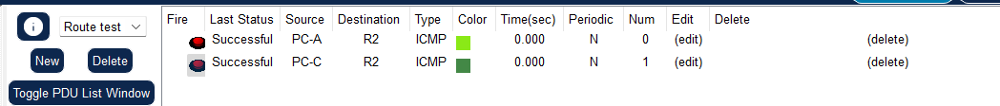 Route test
New Delete
Toggle PDU List Window
Fire Last Status Source Destination Type Color Time(sec) Periodic Num Edit Delete
Successful PC-A R2 ICMP 0.000 N 0 (edit) (delete)
Successful PC-C R2 ICMP 0.000 N 1 (edit) (delete)